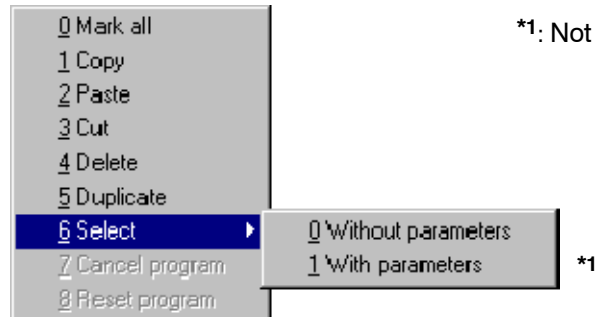 0 Mark all
*1: Not
1 Copy
2 Paste
3 Cut
4 Delete
5 Duplicate
6 Select
0 Without parameters
7 Cancel program
1 With parameters
*1
8 Reset program